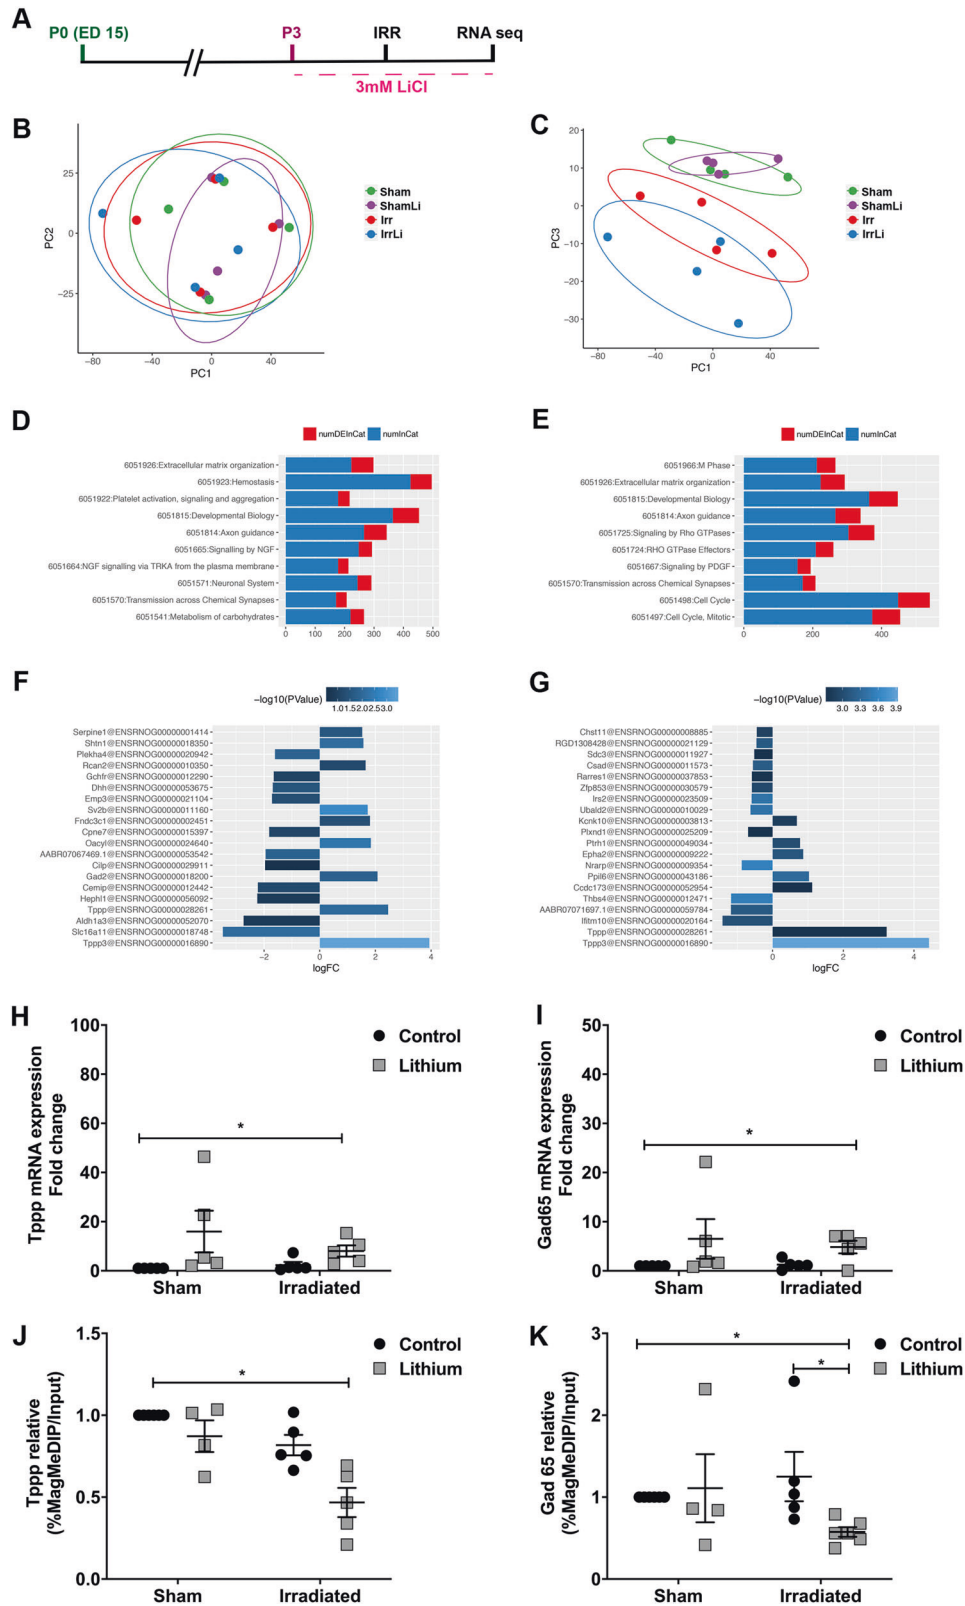 A
P0 (ED 15)
P3
IRR
RNA seq
3mM LiCl
B
25
0
−25
PC2
−80
−40
0
40
PC1
Sham
ShamLi
Irr
IrrLi
C
20
10
0
−10
−20
−30
PC3
−80
−40
0
40
PC1
Sham
ShamLi
Irr
IrrLi
D
numDEInCat
numInCat
6051926:Extracellular matrix organization
6051923:Hemostasis
6051922:Platelet activation, signaling and aggregation
6051815:Developmental Biology
6051814:Axon guidance
6051665:Signalling by NGF
6051664:NGF signalling via TRKA from the plasma membrane
6051571:Neuronal System
6051570:Transmission across Chemical Synapses
6051541:Metabolism of carbohydrates
0 100 200 300 400 500
E
numDEInCat
numInCat
6051966:M Phase
6051926:Extracellular matrix organization
6051815:Developmental Biology
6051814:Axon guidance
6051725:Signaling by Rho GTPases
6051724:RHO GTPase Effectors
6051667:Signaling by PDGF
6051570:Transmission across Chemical Synapses
6051498:Cell Cycle
6051497:Cell Cycle, Mitotic
0 200 400
F
−log10(PValue)
1.01.52.02.53.0
Serpine1@ENSRNOG00000001414
Shtn1@ENSRNOG00000018350
Plekha4@ENSRNOG00000020942
Rcan2@ENSRNOG00000010350
Gchfr@ENSRNOG00000012290
Dhh@ENSRNOG00000053675
Emp3@ENSRNOG00000021104
Sv2b@ENSRNOG00000011160
Fndc3c1@ENSRNOG00000002451
Cpne7@ENSRNOG00000015397
Oacyl@ENSRNOG00000024640
AABR07067469.1@ENSRNOG00000053542
Cilp@ENSRNOG00000029911
Gad2@ENSRNOG00000018200
Cemip@ENSRNOG00000012442
Hephl1@ENSRNOG00000056092
Tppp@ENSRNOG00000028261
Aldh1a3@ENSRNOG00000052070
Slc16a11@ENSRNOG00000018748
Tppp3@ENSRNOG00000016890
−2 0 2 4
logFC
G
−log10(PValue)
3.0 3.3 3.6 3.9
Chst11@ENSRNOG00000008885
RGD1308428@ENSRNOG00000021129
Sdc3@ENSRNOG00000011927
Csad@ENSRNOG00000011573
Rarres1@ENSRNOG00000037853
Zfp853@ENSRNOG00000030579
Irs2@ENSRNOG00000023509
Ubald2@ENSRNOG00000010029
Kcnk10@ENSRNOG00000003813
Plxnd1@ENSRNOG00000025209
Ptrh1@ENSRNOG00000049034
Epha2@ENSRNOG00000009222
Nrarp@ENSRNOG00000009354
Ppil6@ENSRNOG00000043186
Ccdc173@ENSRNOG00000052954
Thbs4@ENSRNOG00000012471
AABR07071697.1@ENSRNOG00000059784
Ifitm10@ENSRNOG00000020164
Tppp@ENSRNOG00000028261
Tppp3@ENSRNOG00000016890
0 2 4
logFC
H
Tppp mRNA expression
Fold change
100
80
60
40
20
0
*
Control
Lithium
Sham
Irradiated
I
Gad65 mRNA expression
Fold change
50
40
30
20
10
0
*
Control
Lithium
Sham
Irradiated
J
Tppp relative
(%MagMeDIP/Input)
1.5
1.0
0.5
0
*
Control
Lithium
Sham
Irradiated
K
Gad 65 relative
(%MagMeDIP/Input)
3
2
1
0
*
*
Control
Lithium
Sham
Irradiated